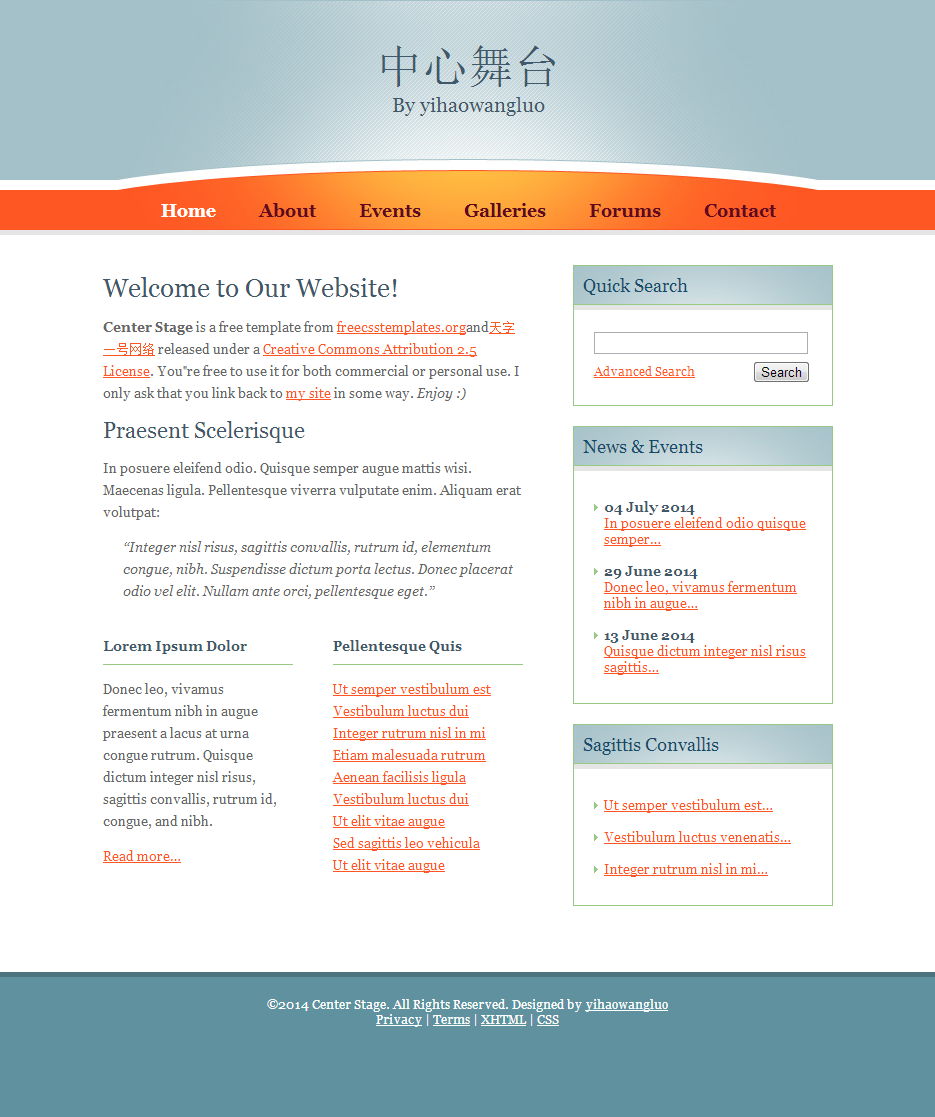 中心舞台
By yihaowangluo
Home About Events Galleries Forums Contact
Welcome to Our Website!
Center Stage is a free template from freecsstemplates.organd天字
一号网络 released under a Creative Commons Attribution 2.5
License. You"re free to use it for both commercial or personal use. I
only ask that you link back to my site in some way. Enjoy :)
Praesent Scelerisque
In posuere eleifend odio. Quisque semper augue mattis wisi.
Maecenas ligula. Pellentesque viverra vulputate enim. Aliquam erat
volutpat:
“Integer nisl risus, sagittis convallis, rutrum id, elementum
congue, nibh. Suspendisse dictum porta lectus. Donec placerat
odio vel elit. Nullam ante orci, pellentesque eget.”
Lorem Ipsum Dolor
Donec leo, vivamus
fermentum nibh in augue
praesent a lacus at urna
congue rutrum. Quisque
dictum integer nisl risus,
sagittis convallis, rutrum id,
congue, and nibh.
Read more...
Pellentesque Quis
Ut semper vestibulum est
Vestibulum luctus dui
Integer rutrum nisl in mi
Etiam malesuada rutrum
Aenean facilisis ligula
Vestibulum luctus dui
Ut elit vitae augue
Sed sagittis leo vehicula
Ut elit vitae augue
Quick Search
Advanced Search Search
News & Events
04 July 2014
In posuere eleifend odio quisque
semper...
29 June 2014
Donec leo, vivamus fermentum
nibh in augue...
13 June 2014
Quisque dictum integer nisl risus
sagittis...
Sagittis Convallis
Ut semper vestibulum est...
Vestibulum luctus venenatis...
Integer rutrum nisl in mi...
©2014 Center Stage. All Rights Reserved. Designed by yihaowangluo
Privacy | Terms | XHTML | CSS